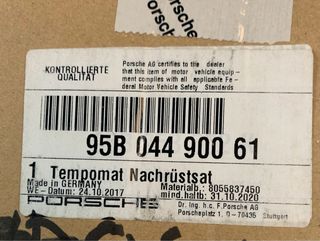 KONTROLLIERTE
QUALITÄT
Porsche AG certifies to the dealer
that this item of motor vehicle equip-
ment complies with all applicable Fe-
deral Motor Vehicle Safety Standards
95B 044 900 61
1 Tempomat Nachrüstsat
Made in GERMANY
Materialb.: 8055837450
WE-Datum: 24.10.2017
mind.haltb: 31.10.2020
PORSCHE
Dr. Ing. h.c. F. Porsche AG
Porscheplatz 1, D-70435 Stuttgart